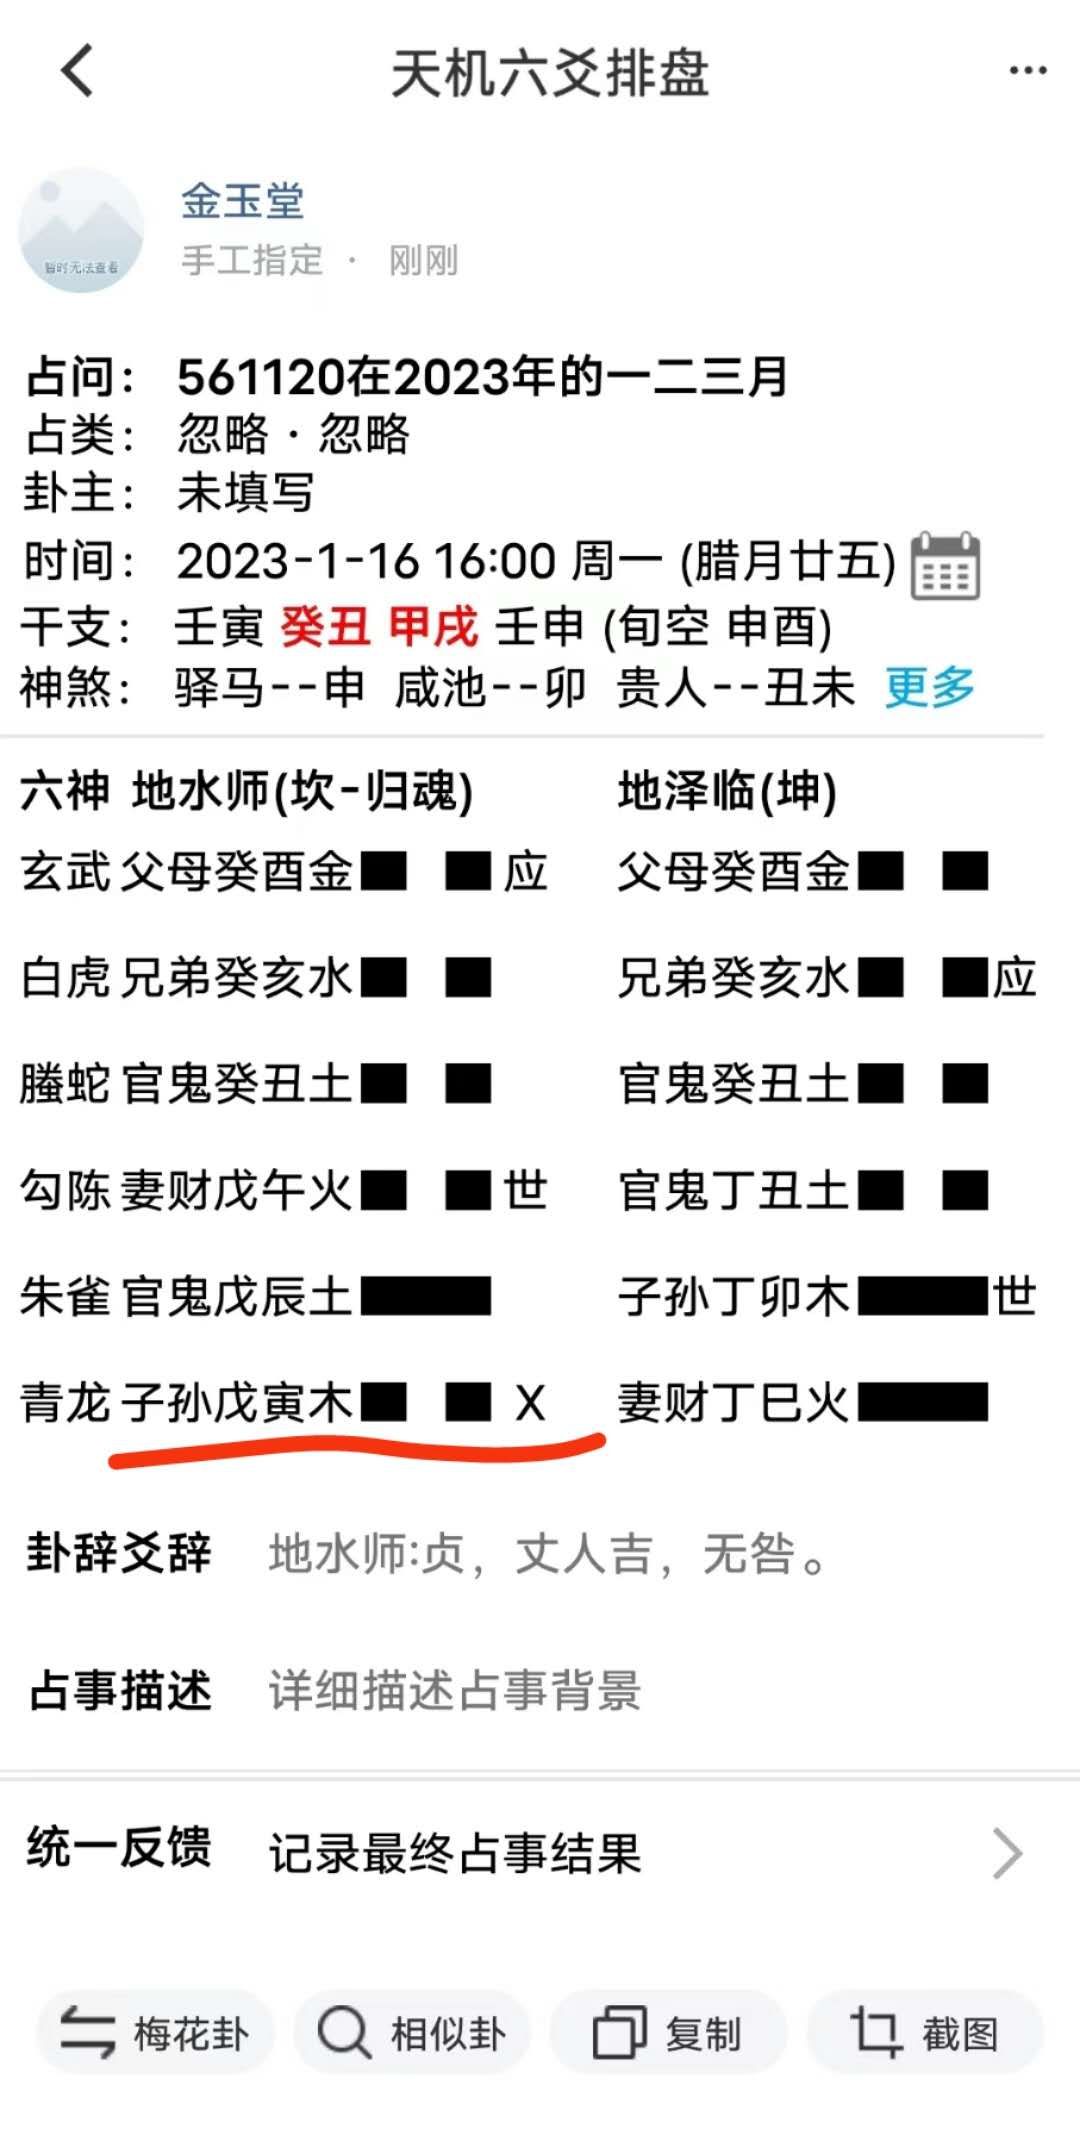 天机六爻排盘
金玉堂
手工指定 · 刚刚
暂时无法查看
占问： 561120在2023年的一二三月
占类： 忽略 · 忽略
卦主： 未填写
时间： 2023-1-16 16:00 周一 (腊月廿五)
干支： 壬寅 癸丑 甲戌 壬申 (旬空 申酉)
神煞： 驿马--申 咸池--卯 贵人--丑未 更多
六神 地水师(坎-归魂) 地泽临(坤)
玄武 父母癸酉金 应 父母癸酉金
白虎 兄弟癸亥水 兄弟癸亥水 应
螣蛇 官鬼癸丑土 官鬼癸丑土
勾陈 妻财戊午火 世 官鬼丁丑土
朱雀 官鬼戊辰土 子孙丁卯木 世
青龙 子孙戊寅木 X 妻财丁巳火
卦辞爻辞 地水师:贞，丈人吉，无咎。
占事描述 详细描述占事背景
统一反馈 记录最终占事结果
梅花卦 相似卦 复制 截图